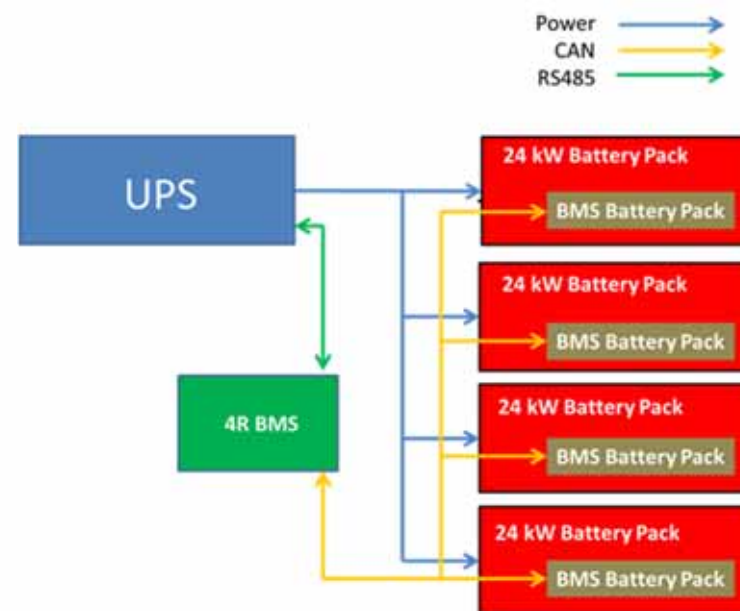 Power
CAN
RS485
UPS
24 kW Battery Pack
BMS Battery Pack
24 kW Battery Pack
BMS Battery Pack
4R BMS
24 kW Battery Pack
BMS Battery Pack
24 kW Battery Pack
BMS Battery Pack